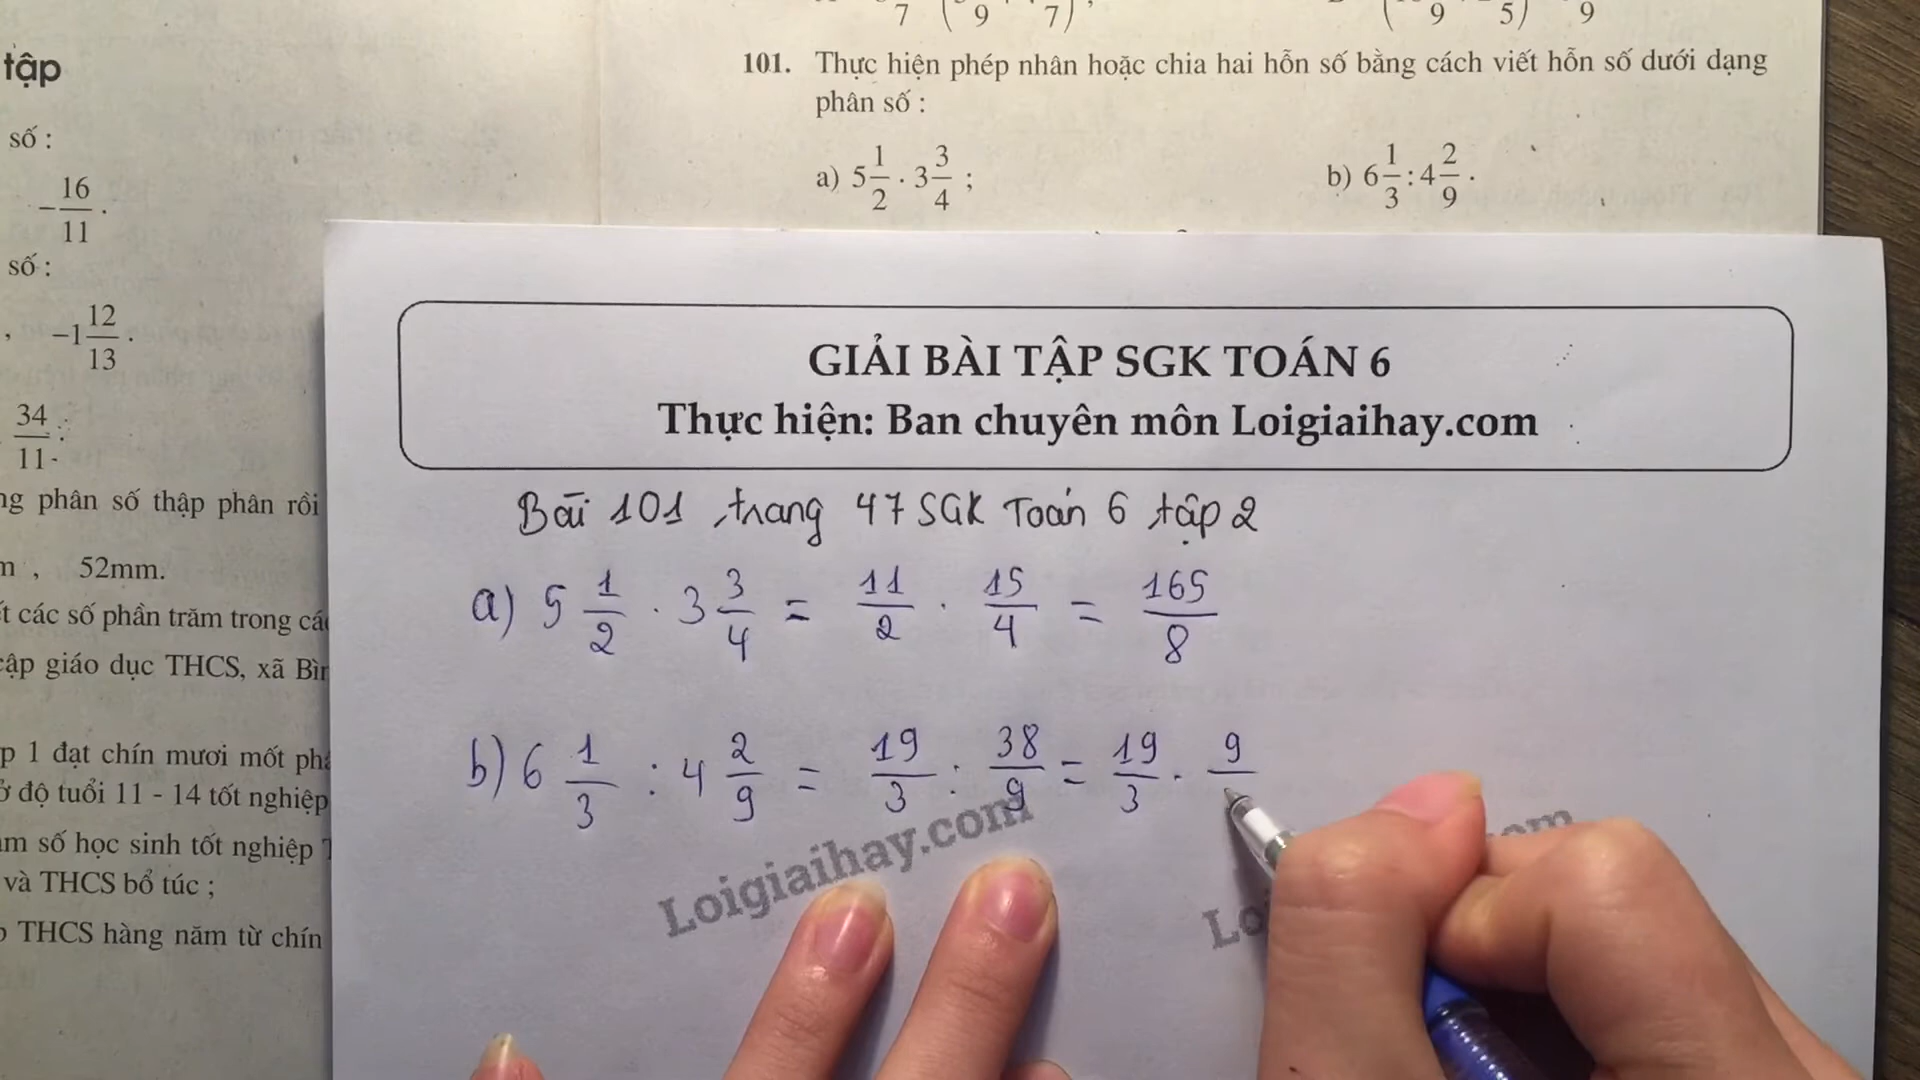 7 9 7) ;
9 5) 9
101. Thực hiện phép nhân hoặc chia hai hỗn số bằng cách viết hỗn số dưới dạng
phân số :
a) 5 1/2 . 3 3/4 ; b) 6 1/3 : 4 2/9 .
tập
số :
− 16/11 .
số :
, −1 12/13 .
34/11 .
phân số thập phân rồi
, 52mm.
các số phần trăm trong
giáo dục THCS, xã
1 đạt chín mươi mốt
độ tuổi 11 - 14 tốt nghiệp
số học sinh tốt nghiệp
và THCS bổ túc ;
THCS hàng năm từ chín
GIẢI BÀI TẬP SGK TOÁN 6
Thực hiện: Ban chuyên môn Loigiaihay.com
Bài 101, trang 47 SGK Toán 6 tập 2
a) 5 1/2 . 3 3/4 = 11/2 . 15/4 = 165/8
b) 6 1/3 : 4 2/9 = 19/3 : 38/9 = 19/3 . 9/
Loigiaihay.com